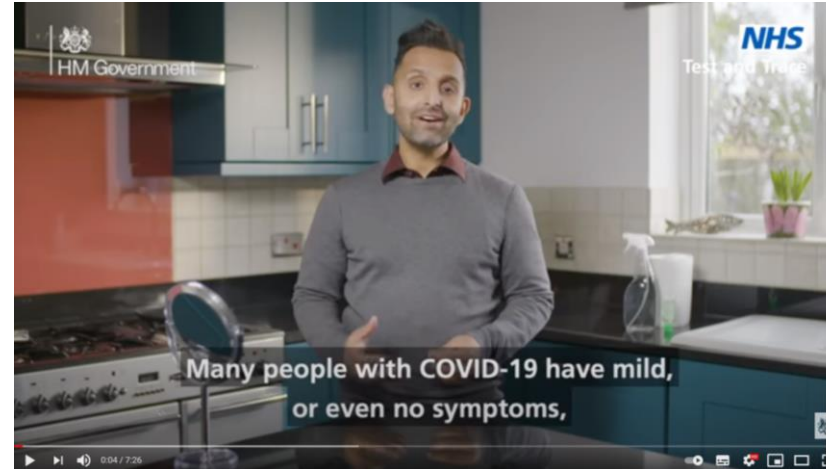 NHS
HM Government
Test and Trace
Many people with COVID-19 have mild,
or even no symptoms,
0:04 / 7:26